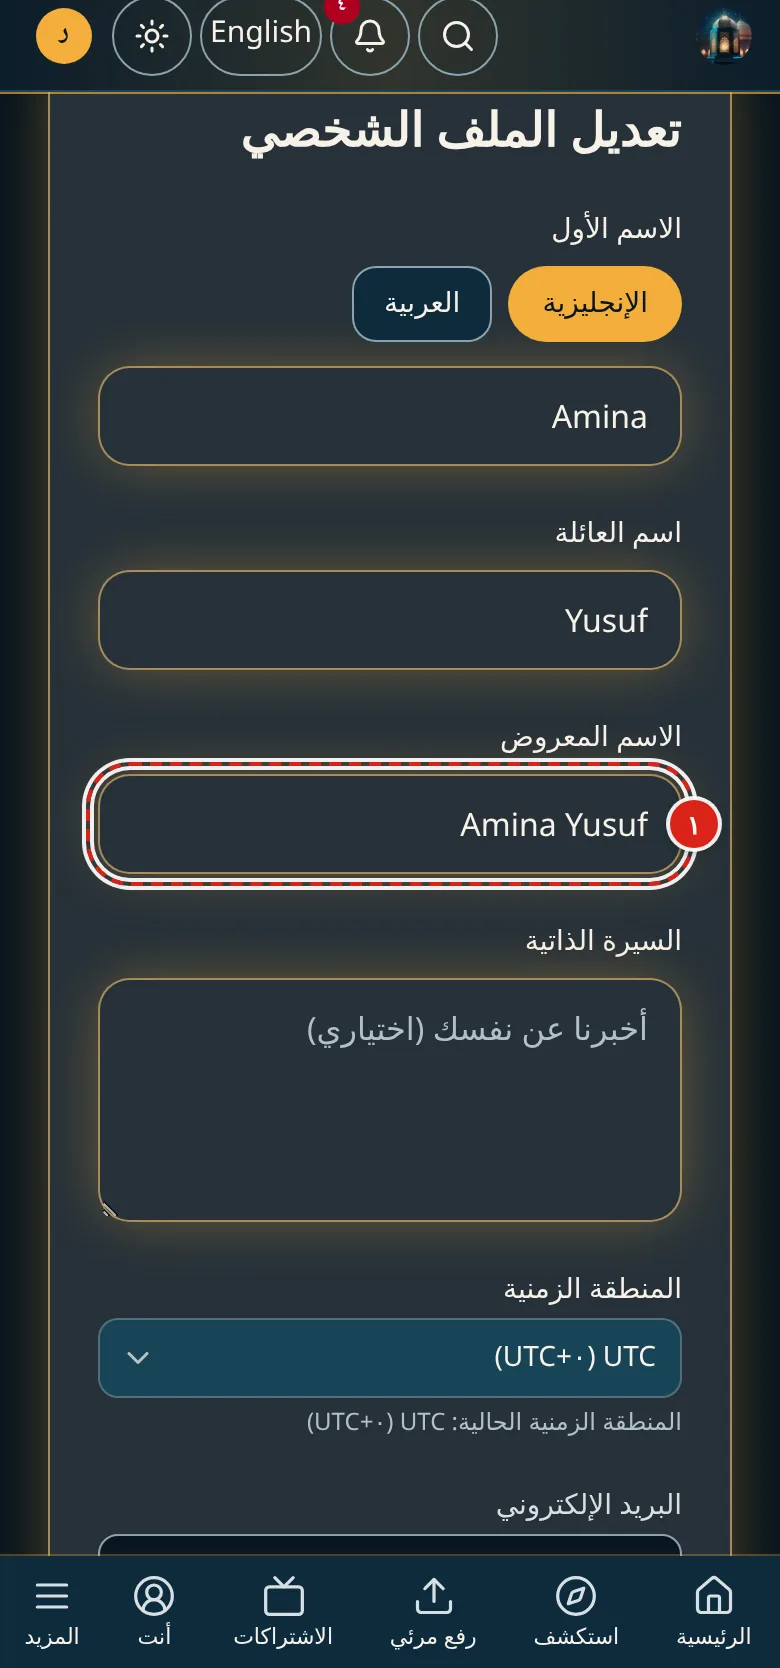 English
٤
ر
تعديل الملف الشخصي
الاسم الأول
الإنجليزية
العربية
Amina
اسم العائلة
Yusuf
الاسم المعروض
Amina Yusuf
١
السيرة الذاتية
أخبرنا عن نفسك (اختياري)
المنطقة الزمنية
UTC (UTC+٠)
المنطقة الزمنية الحالية: UTC (UTC+٠)
البريد الإلكتروني
الرئيسية
استكشف
رفع مرئي
الاشتراكات
أنت
المزيد